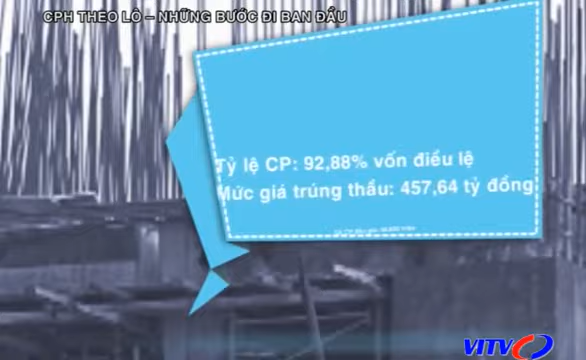 CPH THEO LÔ – NHỮNG BƯỚC ĐI BAN ĐẦU
Tỷ lệ CP: 92,88% vốn điều lệ
Mức giá trúng thầu: 457,64 tỷ đồng
VITV